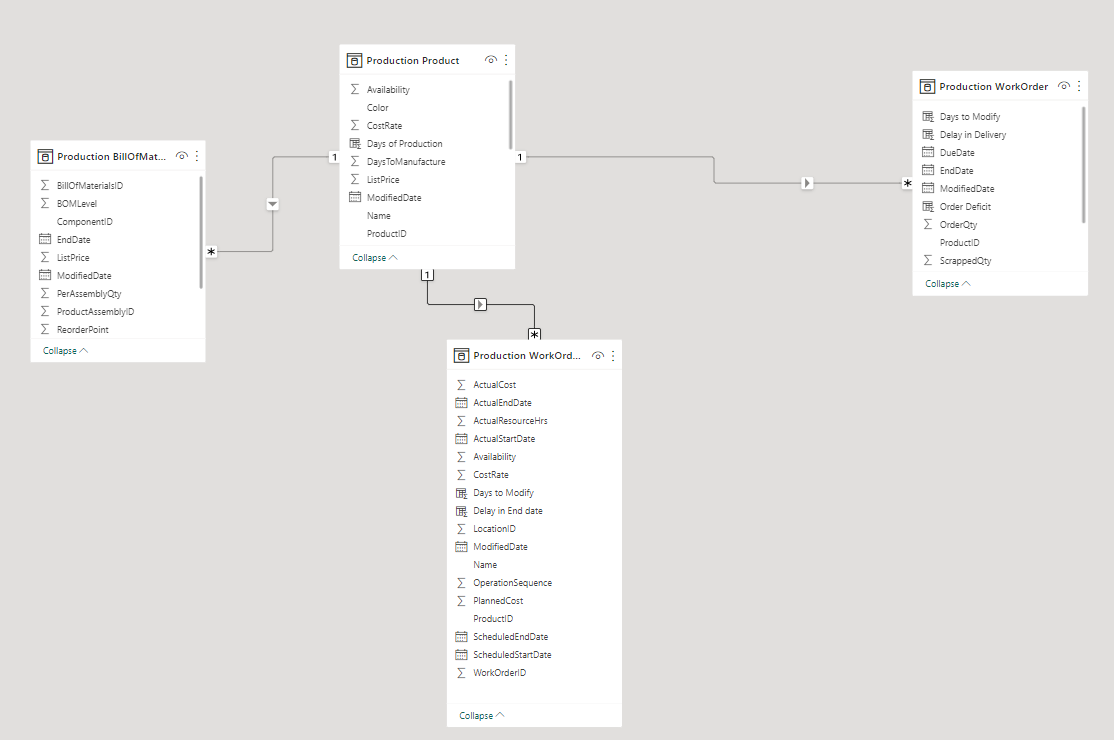 Production Product
Availability
Color
CostRate
Days of Production
DaysToManufacture
ListPrice
ModifiedDate
Name
ProductID
Collapse
Production WorkOrder
Days to Modify
Delay in Delivery
DueDate
EndDate
ModifiedDate
Order Deficit
OrderQty
ProductID
ScrappedQty
Collapse
Production BillOfMat...
BillOfMaterialsID
BOMLevel
ComponentID
EndDate
ListPrice
ModifiedDate
PerAssemblyQty
ProductAssemblyID
ReorderPoint
Collapse
1
1
*
*
1
*
Production WorkOrd...
ActualCost
ActualEndDate
ActualResourceHrs
ActualStartDate
Availability
CostRate
Days to Modify
Delay in End date
LocationID
ModifiedDate
Name
OperationSequence
PlannedCost
ProductID
ScheduledEndDate
ScheduledStartDate
WorkOrderID
Collapse